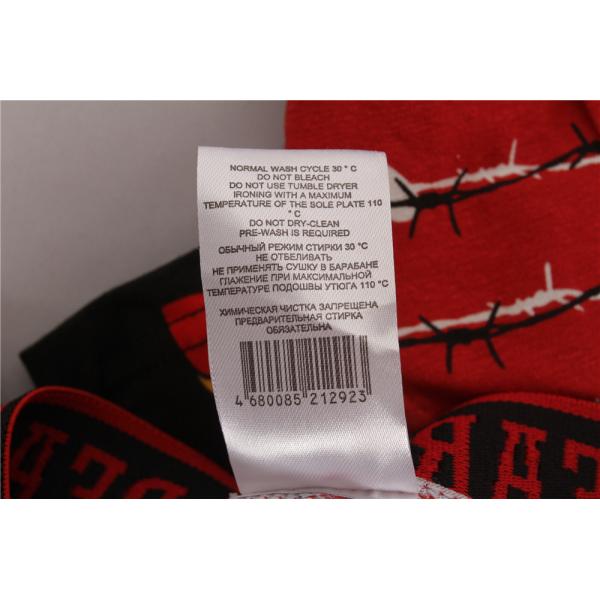 NORMAL WASH CYCLE 30 ° C
DO NOT BLEACH
DO NOT USE TUMBLE DRYER
IRONING WITH A MAXIMUM
TEMPERATURE OF THE SOLE PLATE 110
° C
DO NOT DRY-CLEAN
PRE-WASH IS REQUIRED
ОБЫЧНЫЙ РЕЖИМ СТИРКИ 30 °C
НЕ ОТБЕЛИВАТЬ
НЕ ПРИМЕНЯТЬ СУШКУ В БАРАБАНЕ
ГЛАЖЕНИЕ ПРИ МАКСИМАЛЬНОЙ
ТЕМПЕРАТУРЕ ПОДОШВЫ УТЮГА 110 °C
ХИМИЧЕСКАЯ ЧИСТКА ЗАПРЕЩЕНА
ПРЕДВАРИТЕЛЬНАЯ СТИРКА
ОБЯЗАТЕЛЬНА
4 680085 212923